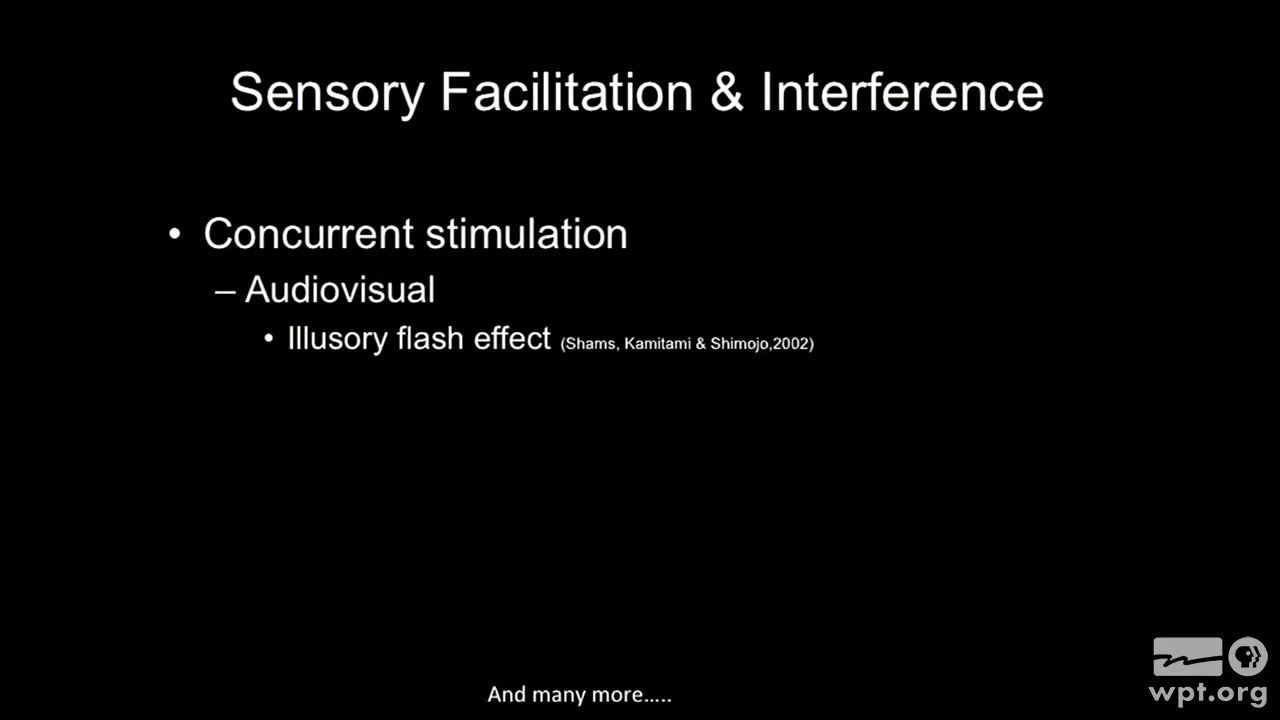 Sensory Facilitation & Interference
• Concurrent stimulation
– Audiovisual
• Illusory flash effect (Shams, Kamitami & Shimojo,2002)
And many more.....
wpt.org